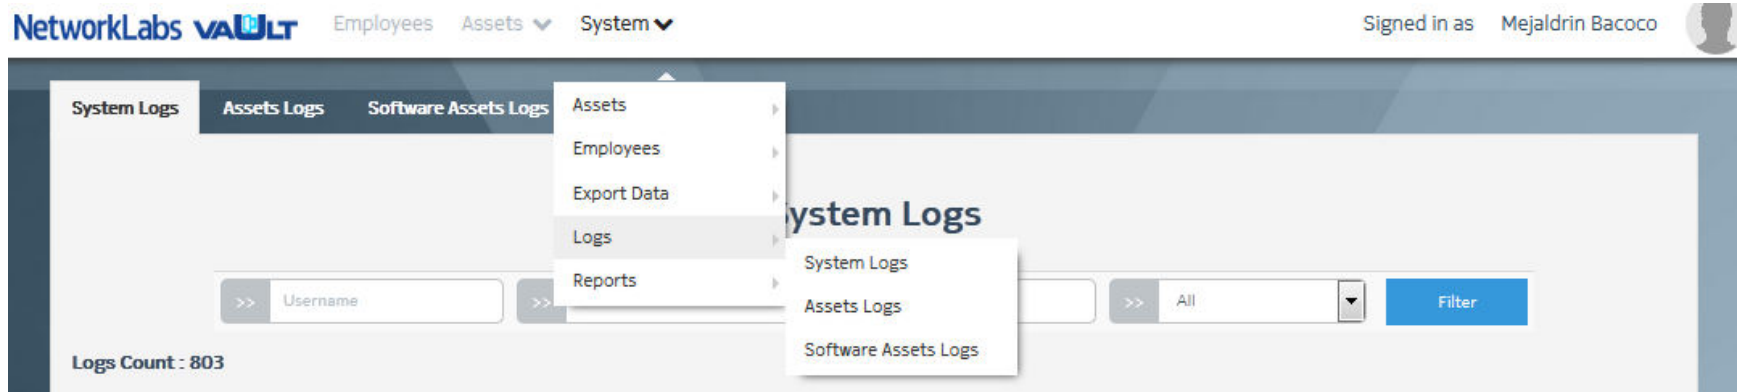 NetworkLabs VAULT Employees Assets System Signed in as Mejaldrin Bacoco
System Logs Assets Logs Software Assets Logs
Assets
Employees
Export Data
Logs
Reports
ystem Logs
System Logs
Assets Logs
Software Assets Logs
>> Username >> >> All Filter
Logs Count : 803